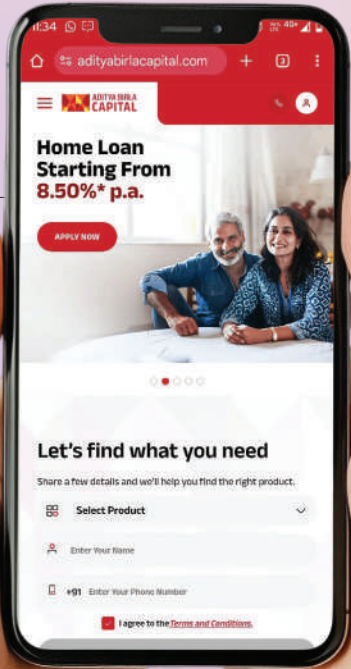 11:34
adityabirlacapital.com
ADITYA BIRLA
CAPITAL
Home Loan
Starting From
8.50%* p.a.
APPLY NOW
Let's find what you need
Share a few details and we'll help you find the right product.
Select Product
Enter Your Name
+91 Enter Your Phone Number
I agree to the Terms and Conditions.